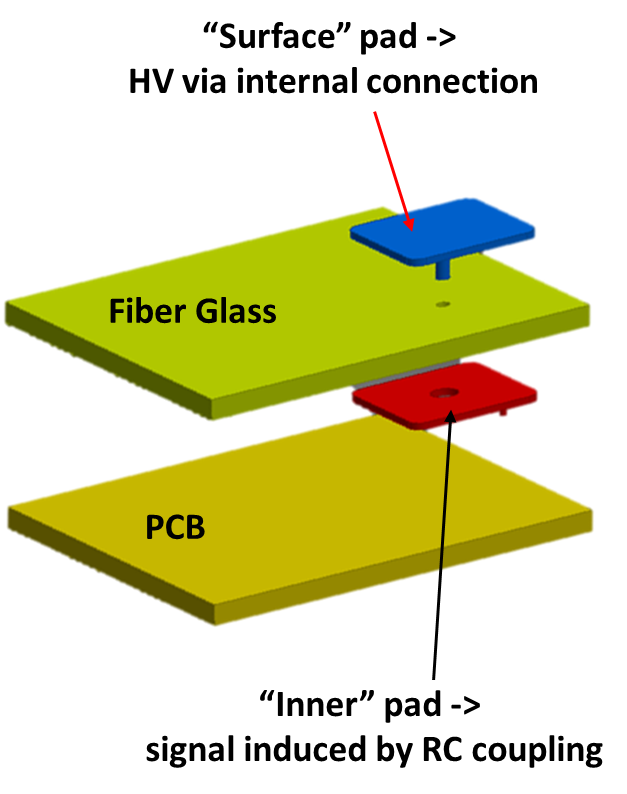 “Surface” pad ->
HV via internal connection
Fiber Glass
PCB
“Inner” pad ->
signal induced by RC coupling